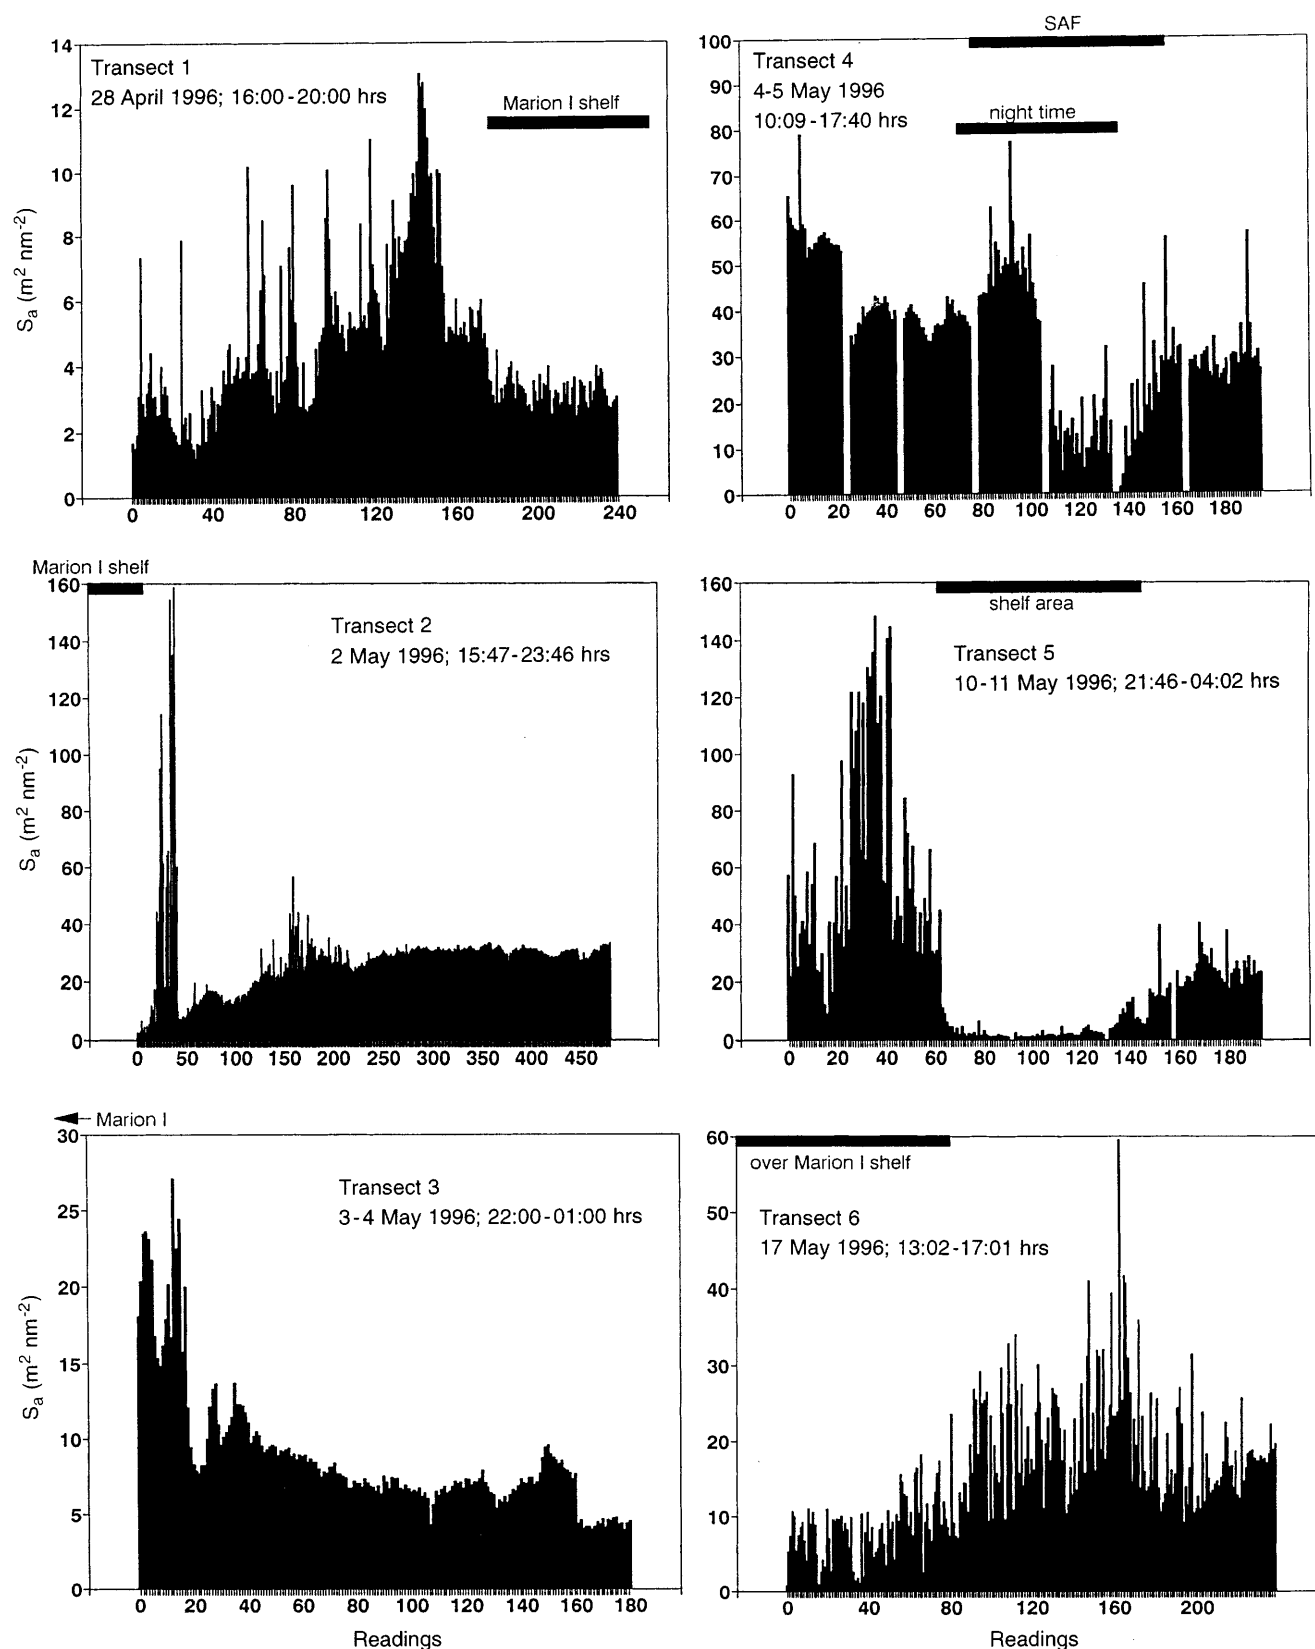 Transect 1
28 April 1996; 16:00-20:00 hrs
Marion I shelf
Sa (m2 nm-2)
14
12
10
8
6
4
2
0
0 40 80 120 160 200 240
SAF
Transect 4
4-5 May 1996
10:09-17:40 hrs
night time
100
90
80
70
60
50
40
30
20
10
0
0 20 40 60 80 100 120 140 160 180
Marion I shelf
Transect 2
2 May 1996; 15:47-23:46 hrs
Sa (m2 nm-2)
160
140
120
100
80
60
40
20
0
0 50 100 150 200 250 300 350 400 450
shelf area
Transect 5
10-11 May 1996; 21:46-04:02 hrs
160
140
120
100
80
60
40
20
0
0 20 40 60 80 100 120 140 160 180
Marion I
Transect 3
3-4 May 1996; 22:00-01:00 hrs
Sa (m2 nm-2)
30
25
20
15
10
5
0
0 20 40 60 80 100 120 140 160 180
Readings
over Marion I shelf
Transect 6
17 May 1996; 13:02-17:01 hrs
60
50
40
30
20
10
0
0 40 80 120 160 200
Readings